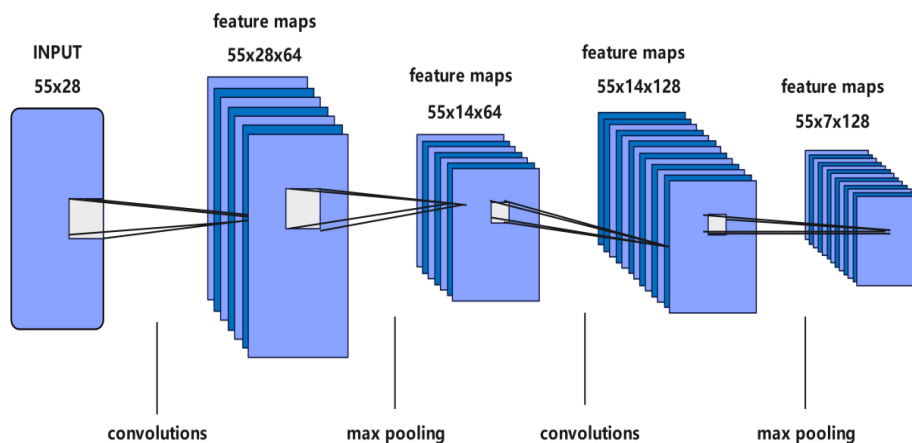 INPUT
55x28
feature maps
55x28x64
feature maps
55x14x64
feature maps
55x14x128
feature maps
55x7x128
convolutions
max pooling
convolutions
max pooling